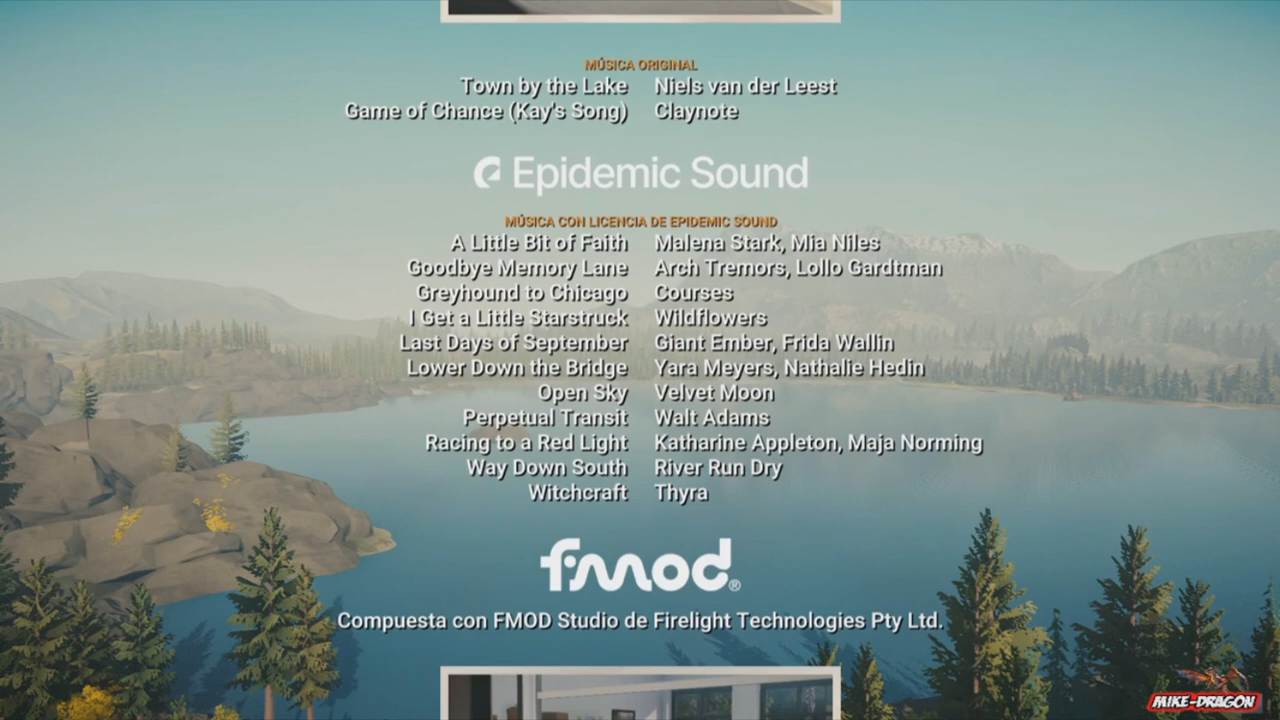 MÚSICA ORIGINAL
Town by the Lake Niels van der Leest
Game of Chance (Kay's Song) Claynote
Epidemic Sound
MÚSICA CON LICENCIA DE EPIDEMIC SOUND
A Little Bit of Faith Malena Stark, Mia Niles
Goodbye Memory Lane Arch Tremors, Lollo Gardtman
Greyhound to Chicago Courses
I Get a Little Starstruck Wildflowers
Last Days of September Giant Ember, Frida Wallin
Lower Down the Bridge Yara Meyers, Nathalie Hedin
Open Sky Velvet Moon
Perpetual Transit Walt Adams
Racing to a Red Light Katharine Appleton, Maja Norming
Way Down South River Run Dry
Witchcraft Thyra
fmod®
Compuesta con FMOD Studio de Firelight Technologies Pty Ltd.
MIKE-DRAGON